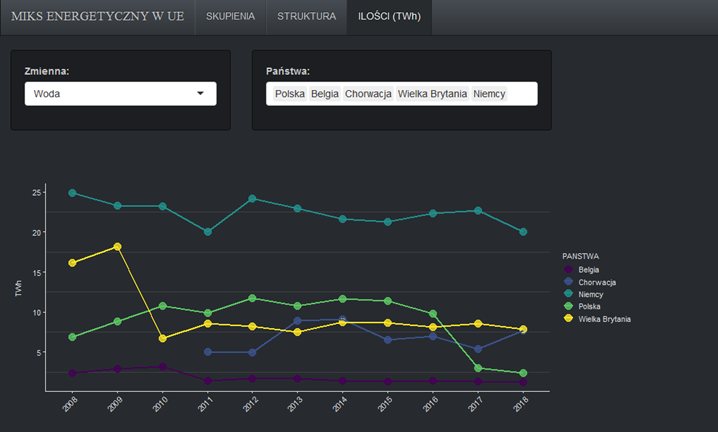 MIKS ENERGETYCZNY W UE SKUPIENIA STRUKTURA ILOŚCI (TWh)
Zmienna:
Woda
Państwa:
Polska Belgia Chorwacja Wielka Brytania Niemcy
25
20
15
10
5
TWh
2008 2009 2010 2011 2012 2013 2014 2015 2016 2017 2018
PANSTWA
Belgia
Chorwacja
Niemcy
Polska
Wielka Brytania